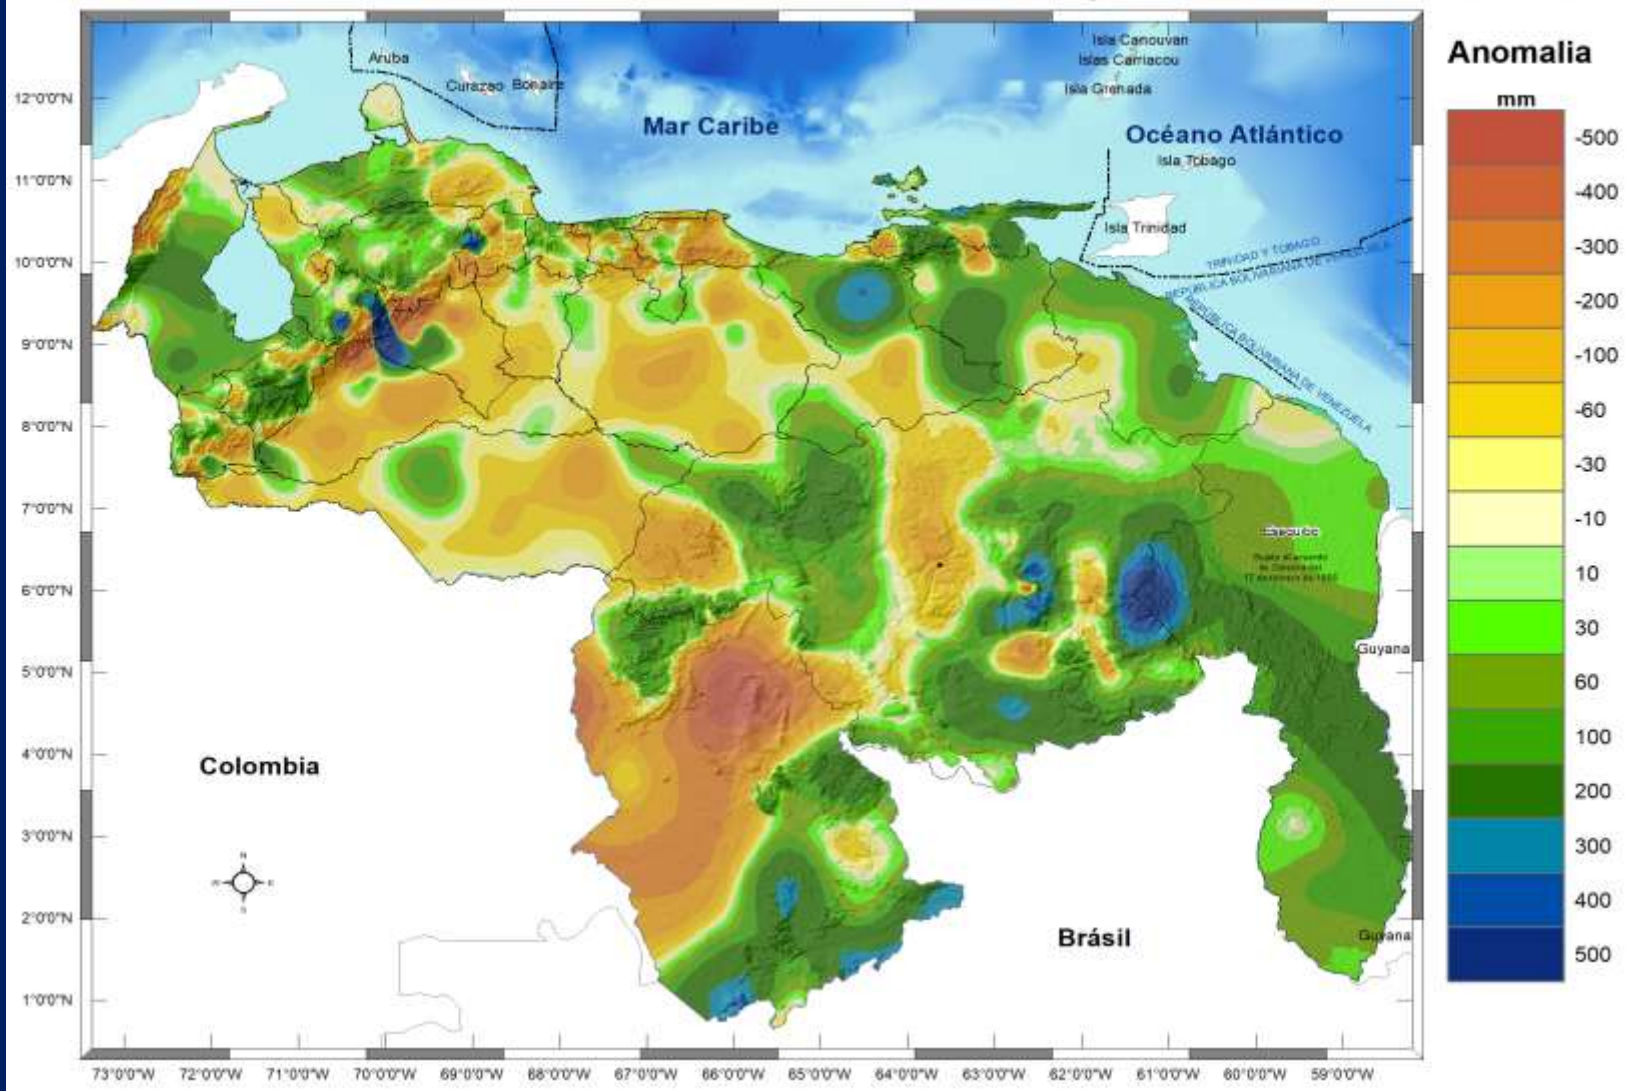 Anomalia
mm
-500
-400
-300
-200
-100
-60
-30
-10
10
30
60
100
200
300
400
500
Aruba
Curazao
Bonaire
Mar Caribe
Océano Atlántico
Isla Canouvan
Islas Carriacou
Isla Grenada
Isla Tobago
Isla Trinidad
TRINIDAD Y TOBAGO
REPÚBLICA BOLIVARIANA DE VENEZUELA
REPÚBLICA BOLIVARIANA DE VENEZUELA
Guyana
Colombia
Brásil
Guyana
N
W
E
S
12°0'0"N
11°0'0"N
10°0'0"N
9°0'0"N
8°0'0"N
7°0'0"N
6°0'0"N
5°0'0"N
4°0'0"N
3°0'0"N
2°0'0"N
1°0'0"N
73°0'0"W
72°0'0"W
71°0'0"W
70°0'0"W
69°0'0"W
68°0'0"W
67°0'0"W
66°0'0"W
65°0'0"W
64°0'0"W
63°0'0"W
62°0'0"W
61°0'0"W
60°0'0"W
59°0'0"W